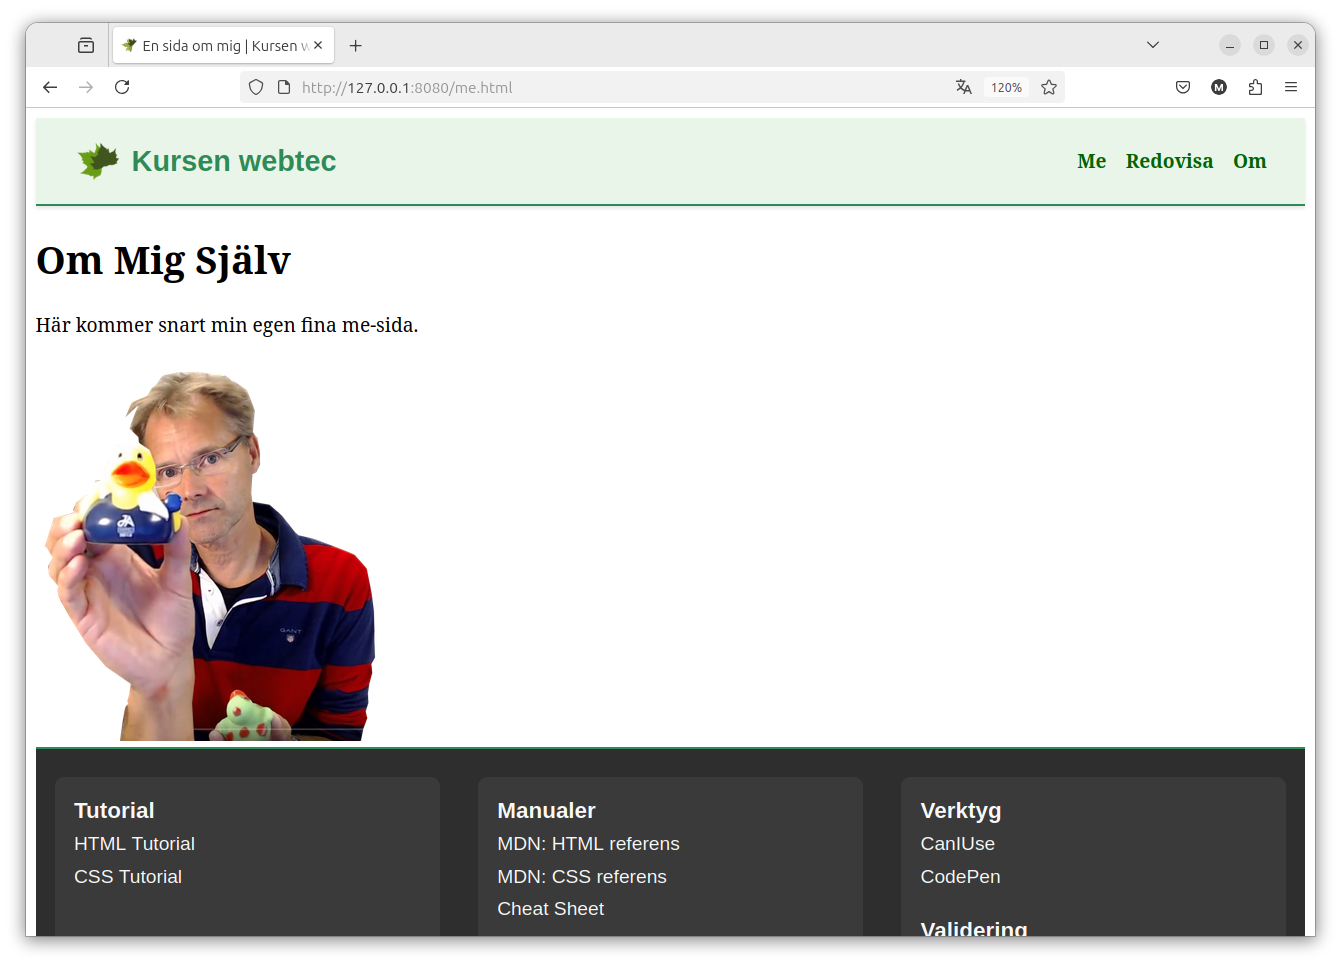 En sida om mig | Kursen w
http://127.0.0.1:8080/me.html
120%
M
Kursen webtec
Me Redovisa Om
Om Mig Själv
Här kommer snart min egen fina me-sida.
GANT
Tutorial
HTML Tutorial
CSS Tutorial
Manualer
MDN: HTML referens
MDN: CSS referens
Cheat Sheet
Verktyg
CanIUse
CodePen
Validering